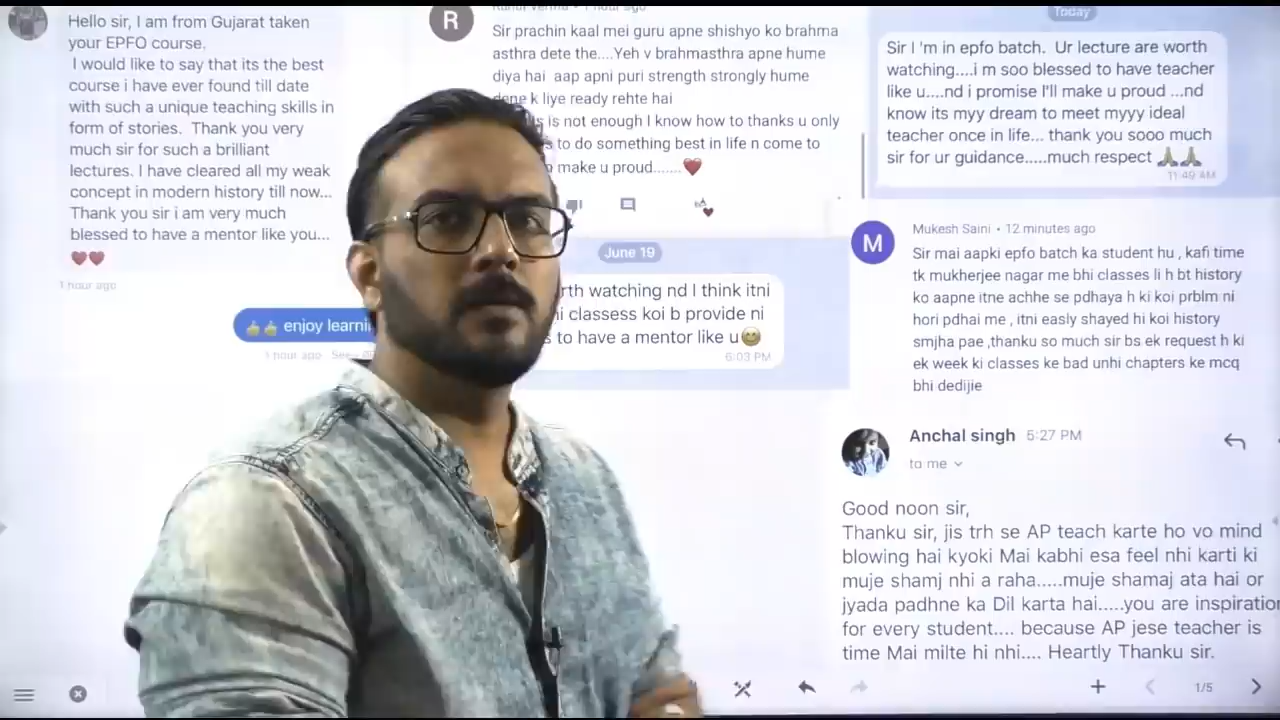 Hello sir, I am from Gujarat taken
your EPFO course.
I would like to say that its the best
course i have ever found till date
with such a unique teaching skills in
form of stories. Thank you very
much sir for such a brilliant
lectures. I have cleared all my weak
concept in modern history till now...
Thank you sir i am very much
blessed to have a mentor like you...
❤❤
1 hour ago
👍👍 enjoy
1 hour ago
R
Sir prachin kaal mei guru apne shishyo ko brahma
asthra dete the....Yeh v brahmasthra apne hume
diya hai aap apni puri strength strongly hume
k liye ready rehte hai
is not enough I know how to thanks u only
to do something best in life n come to
make u proud.......❤
June 19
watching nd I think itni
classess koi b provide ni
to have a mentor like u😊
6:03 PM
Today
Sir I 'm in epfo batch. Ur lecture are worth
watching....i m soo blessed to have teacher
like u....nd i promise I'll make u proud ...nd
know its myy dream to meet myyy ideal
teacher once in life... thank you sooo much
sir for ur guidance.....much respect 🙏🙏
11:49 AM
M
Mukesh Saini • 12 minutes ago
Sir mai aapki epfo batch ka student hu , kafi time
tk mukherjee nagar me bhi classes li h bt history
ko aapne itne achhe se pdhaya h ki koi prblm ni
hori pdhai me , itni easly shayed hi koi history
smjha pae ,thanku so much sir bs ek request h ki
ek week ki classes ke bad unhi chapters ke mcq
bhi dedijie
Anchal singh 5:27 PM
to me
Good noon sir,
Thanku sir, jis trh se AP teach karte ho vo mind
blowing hai kyoki Mai kabhi esa feel nhi karti ki
muje shamj nhi a raha.....muje shamaj ata hai or
jyada padhne ka Dil karta hai.....you are inspiration
for every student.... because AP jese teacher is
time Mai milte hi nhi.... Heartly Thanku sir.
1/5